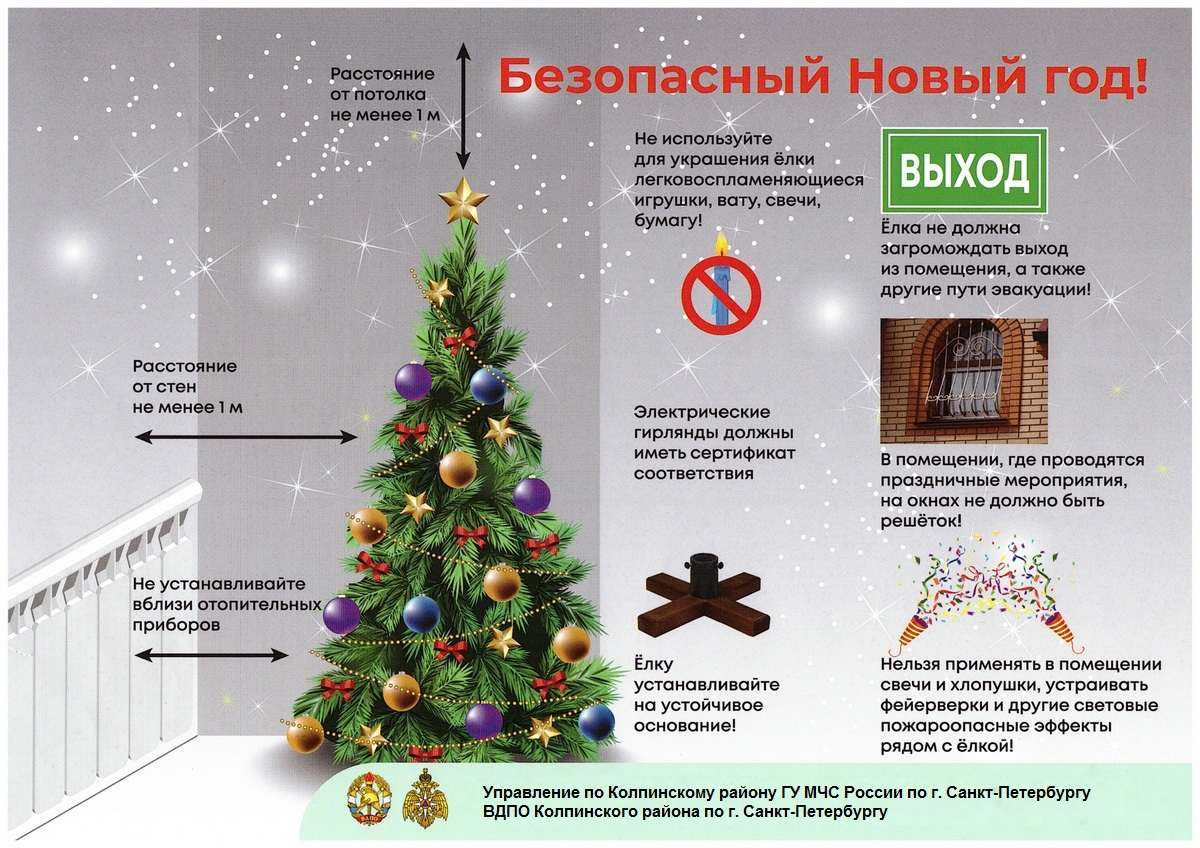 Безопасный Новый год!
Расстояние
от потолка
не менее 1 м
Расстояние
от стен
не менее 1 м
Не устанавливайте
вблизи отопительных
приборов
Не используйте
для украшения ёлки
легковоспламеняющиеся
игрушки, вату, свечи,
бумагу!
Электрические
гирлянды должны
иметь сертификат
соответствия
Ёлку
устанавливайте
на устойчивое
основание!
ВЫХОД
Ёлка не должна
загромождать выход
из помещения, а также
другие пути эвакуации!
В помещении, где проводятся
праздничные мероприятия,
на окнах не должно быть
решёток!
Нельзя применять в помещении
свечи и хлопушки, устраивать
фейерверки и другие световые
пожароопасные эффекты
рядом с ёлкой!
ВДПО
Управление по Колпинскому району ГУ МЧС России по г. Санкт-Петербургу
ВДПО Колпинского района по г. Санкт-Петербургу